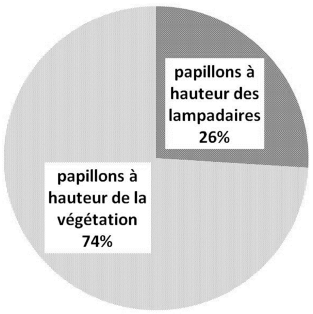 papillons à
hauteur des
lampadaires
26%
papillons à
hauteur de la
végétation
74%